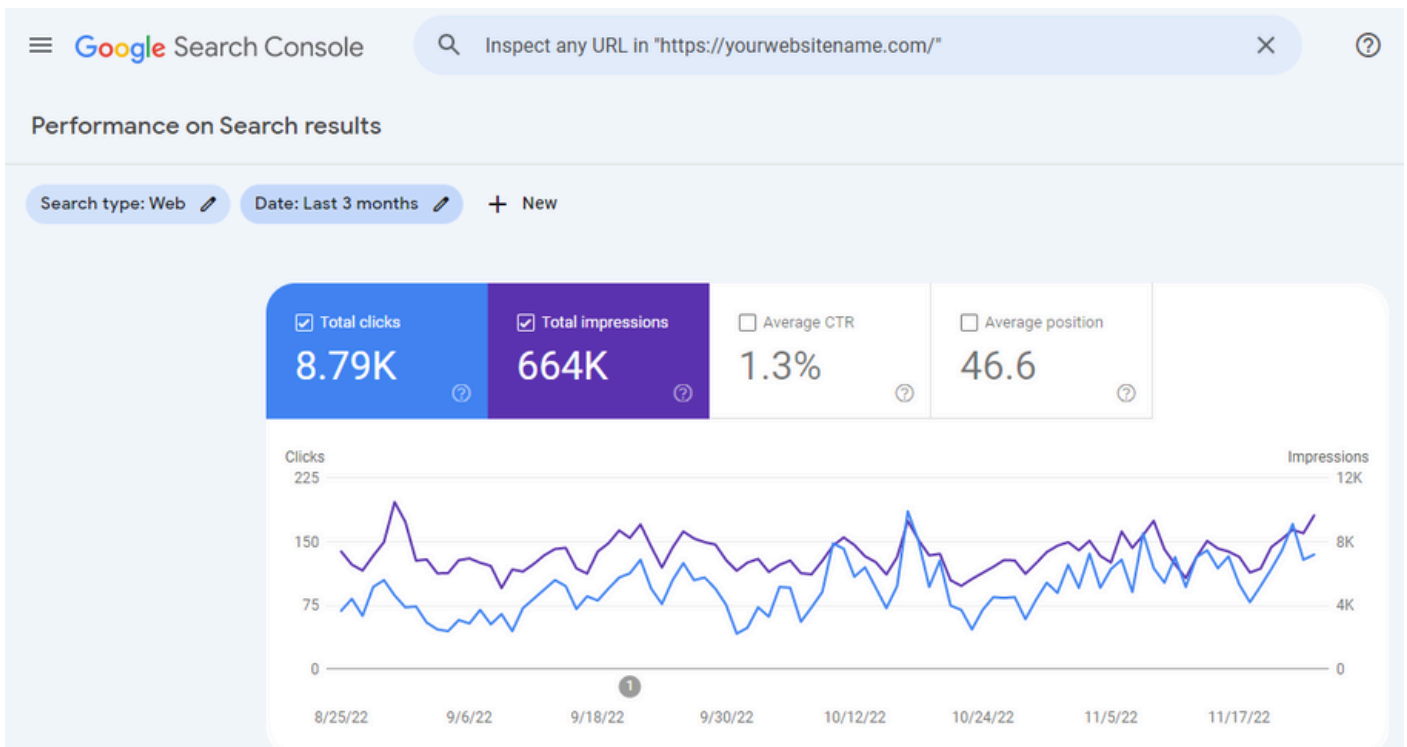 Google Search Console
Inspect any URL in "https://yourwebsitename.com/"
Performance on Search results
Search type: Web
Date: Last 3 months
+ New
Total clicks
8.79K
Total impressions
664K
Average CTR
1.3%
Average position
46.6
Clicks
Impressions
225
12K
150
8K
75
4K
0
0
1
8/25/22
9/6/22
9/18/22
9/30/22
10/12/22
10/24/22
11/5/22
11/17/22